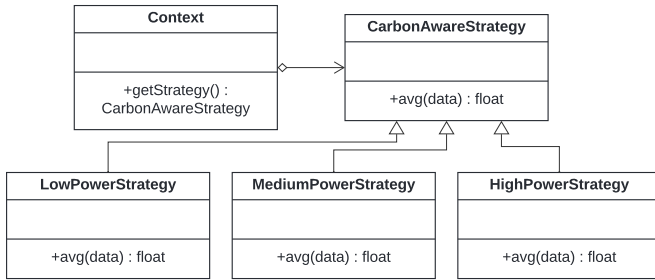 Context
+getStrategy() :
CarbonAwareStrategy
CarbonAwareStrategy
+avg(data) : float
LowPowerStrategy
+avg(data) : float
MediumPowerStrategy
+avg(data) : float
HighPowerStrategy
+avg(data) : float